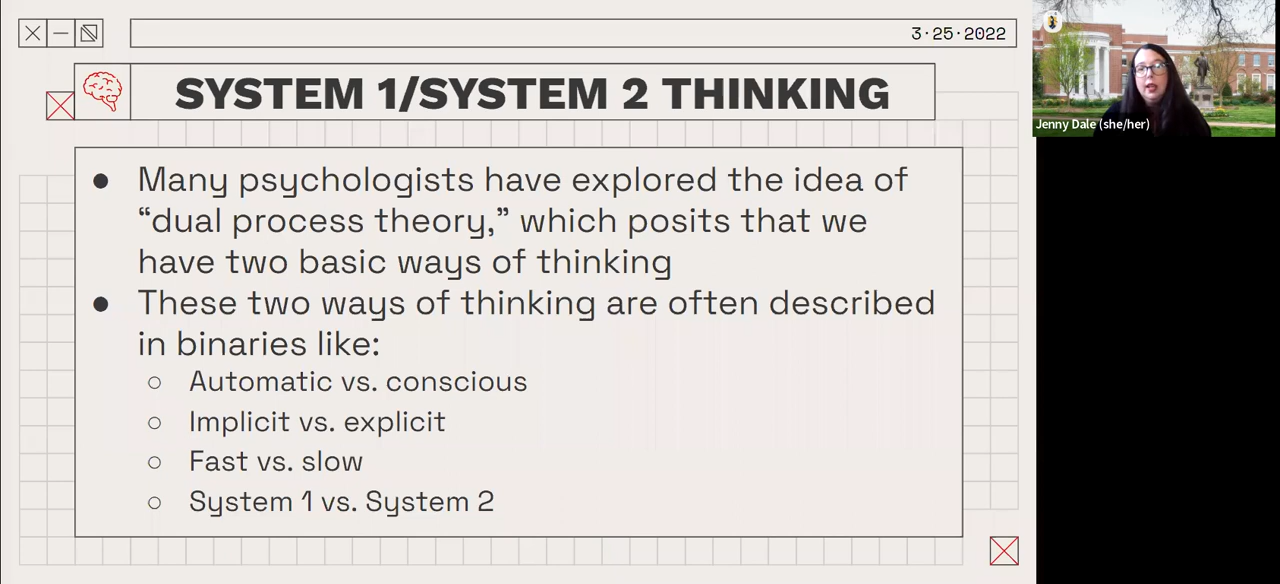 3·25·2022
SYSTEM 1/SYSTEM 2 THINKING
● Many psychologists have explored the idea of
“dual process theory,” which posits that we
have two basic ways of thinking
● These two ways of thinking are often described
in binaries like:
○ Automatic vs. conscious
○ Implicit vs. explicit
○ Fast vs. slow
○ System 1 vs. System 2
Jenny Dale (she/her)